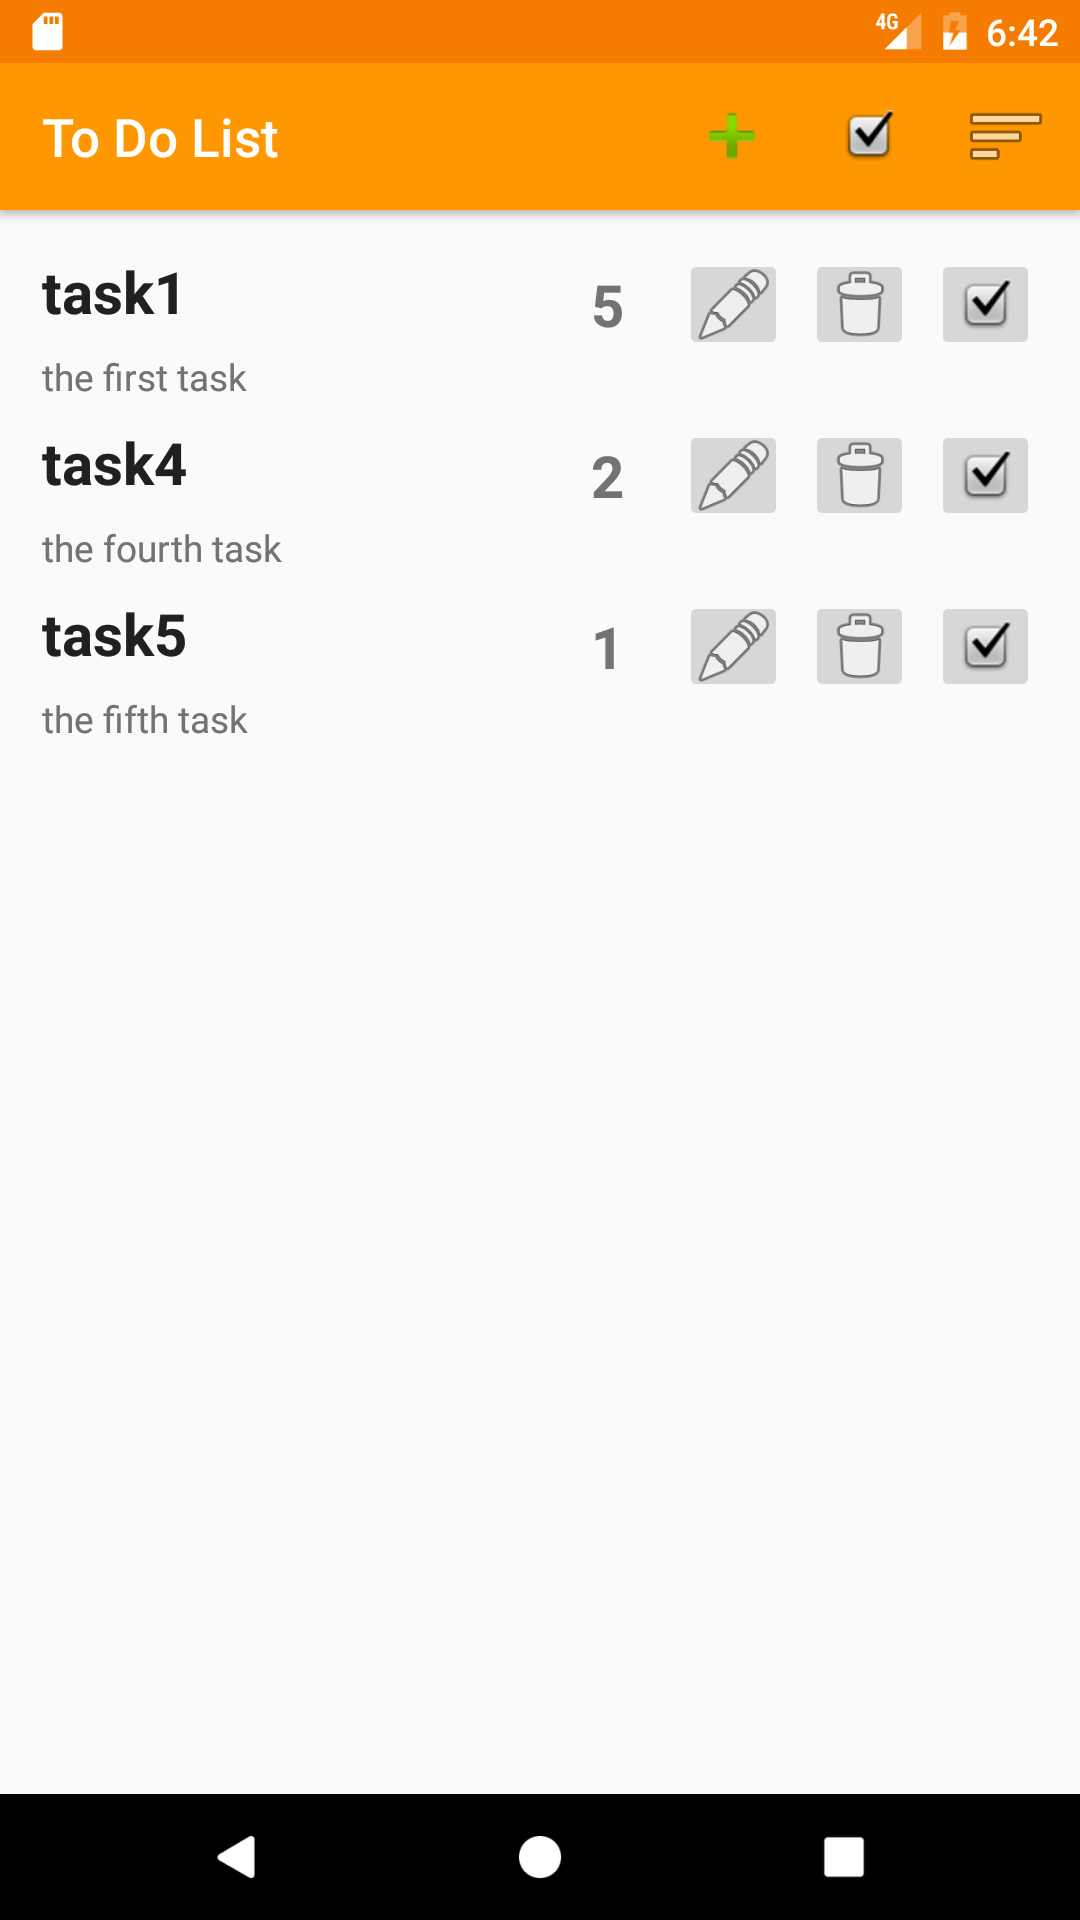 4G 6:42
To Do List
task1 5
the first task
task4 2
the fourth task
task5 1
the fifth task